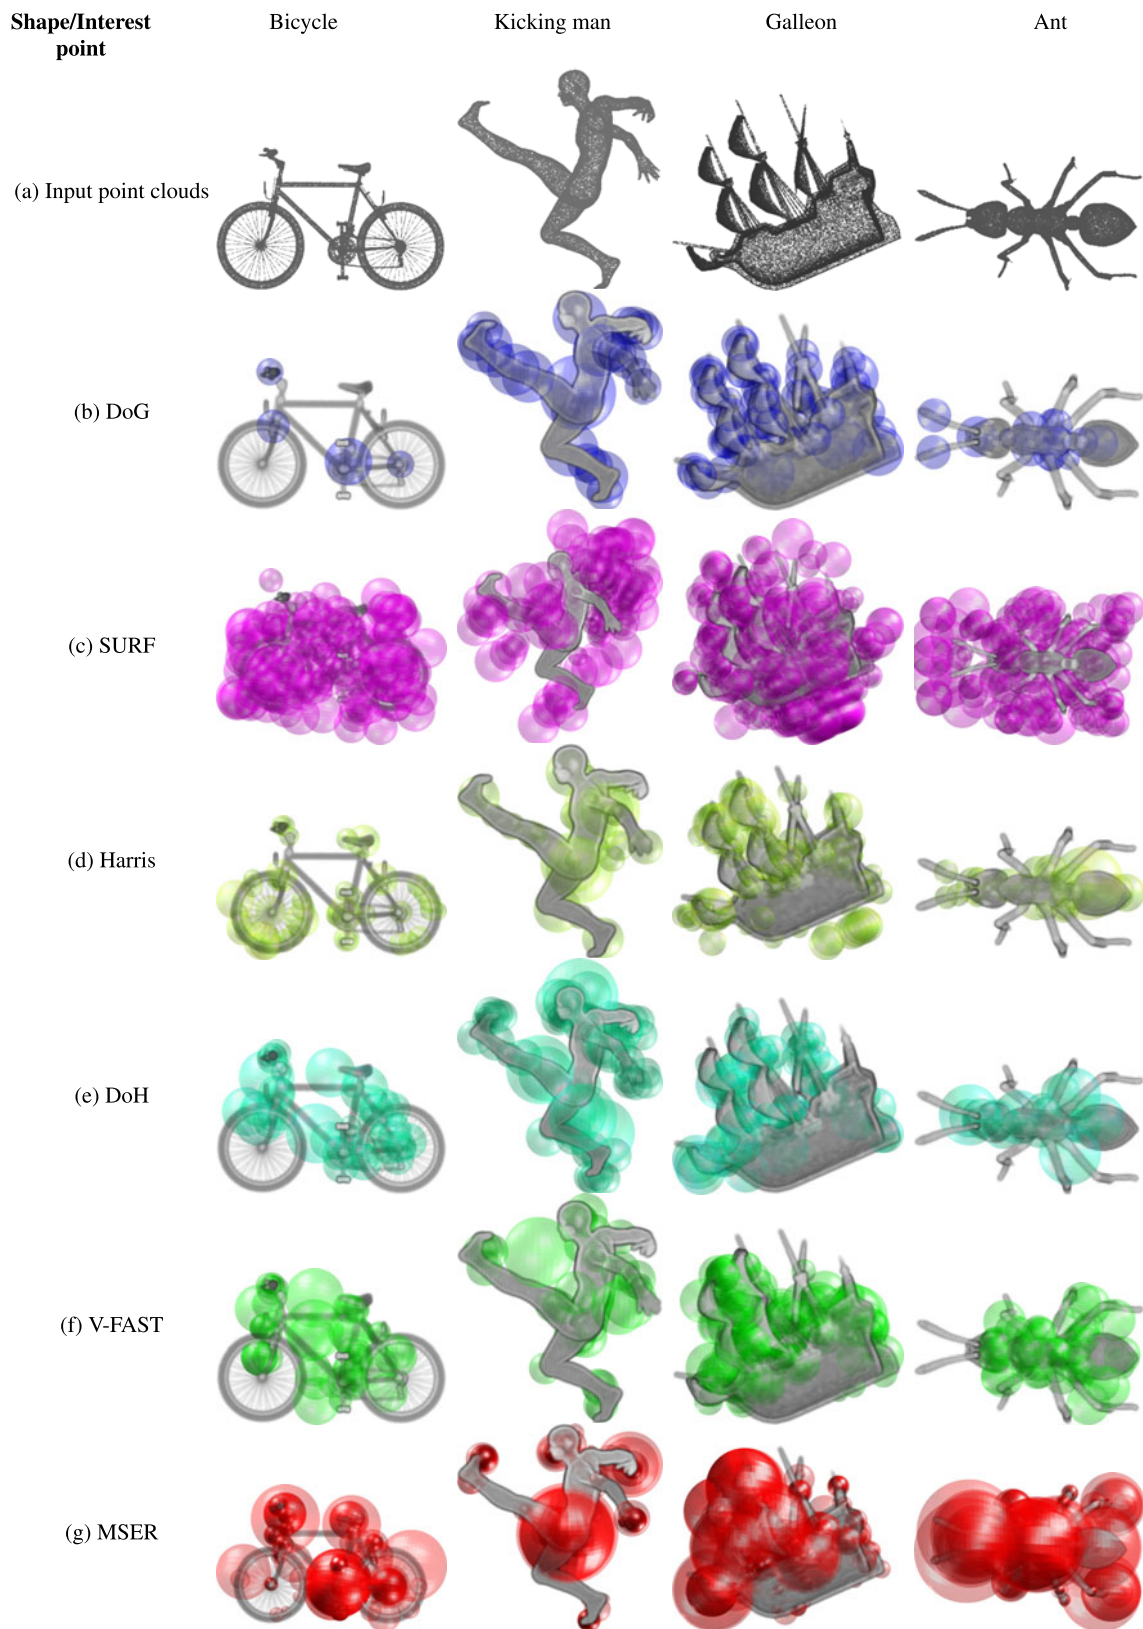 Shape/Interest point Bicycle Kicking man Galleon Ant
(a) Input point clouds
(b) DoG
(c) SURF
(d) Harris
(e) DoH
(f) V-FAST
(g) MSER